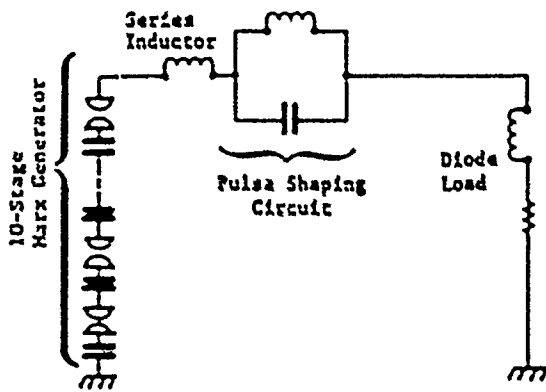 Series
Inductor
10-Stage
Marx Generator
Pulse Shaping
Circuit
Diode
Load